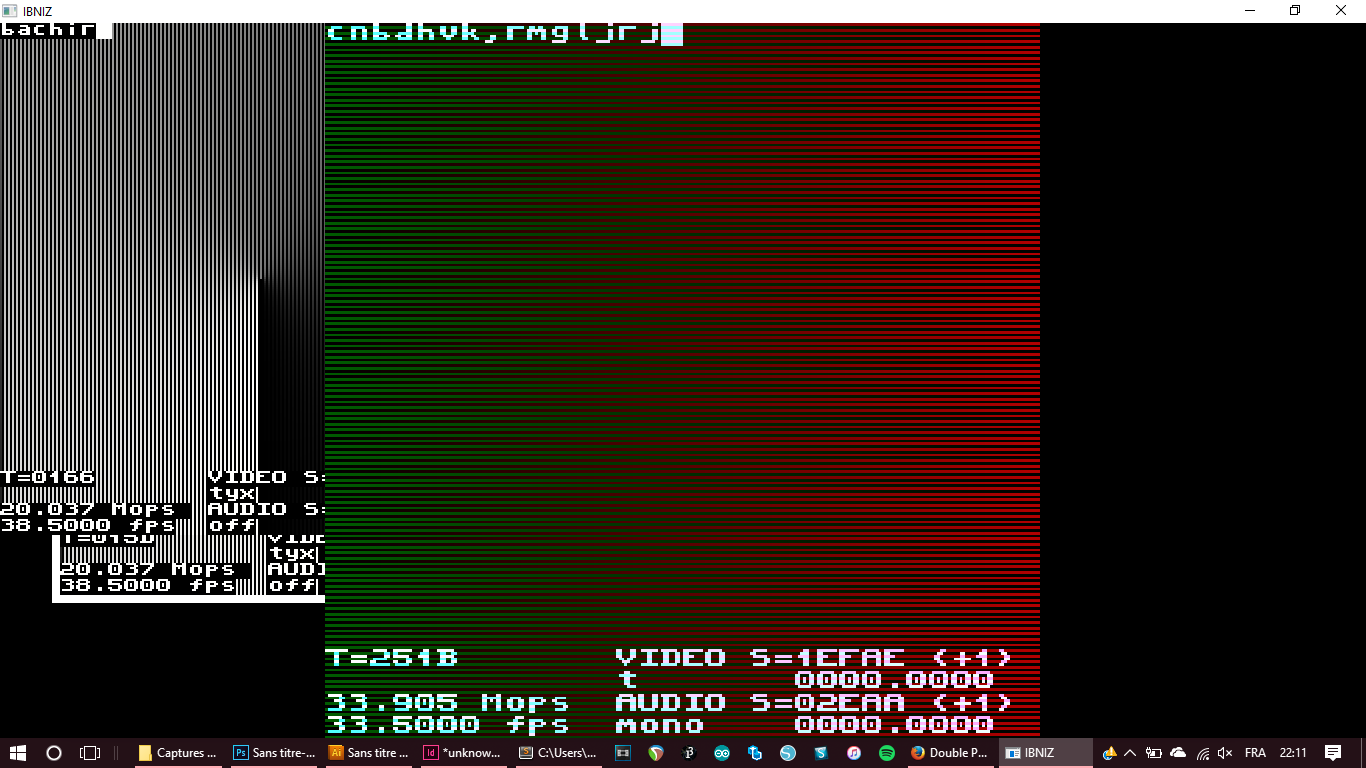 IBNIZ
bachir
cnbdhvk,rmgljrj
T=0166 VIDEO S=
tyx
20.037 Mops AUDIO S=
38.5000 fps off
T=015D VIDE
tyx
20.037 Mops AUDI
38.5000 fps off
T=251B VIDEO S=1EFAE (+1)
t 0000.0000
33.905 Mops AUDIO S=02EAA (+1)
33.5000 fps mono 0000.0000
Captures ... Sans titre-... Sans titre ... *unknow... C:\Users\... Double P... IBNIZ FRA 22:11